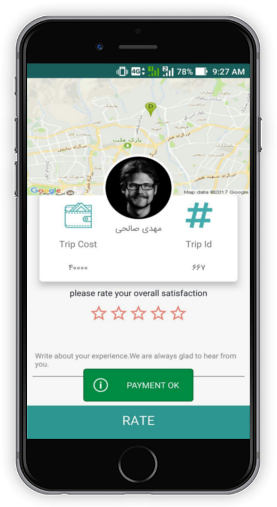 4G 78% 9:27 AM
D
Google
Map data ©2017 Google
مهدی صالحی
Trip Cost
Trip Id
۴۰۰۰۰
۶۶۷
please rate your overall satisfaction
Write about your experience.We are always glad to hear from
you.
PAYMENT OK
RATE